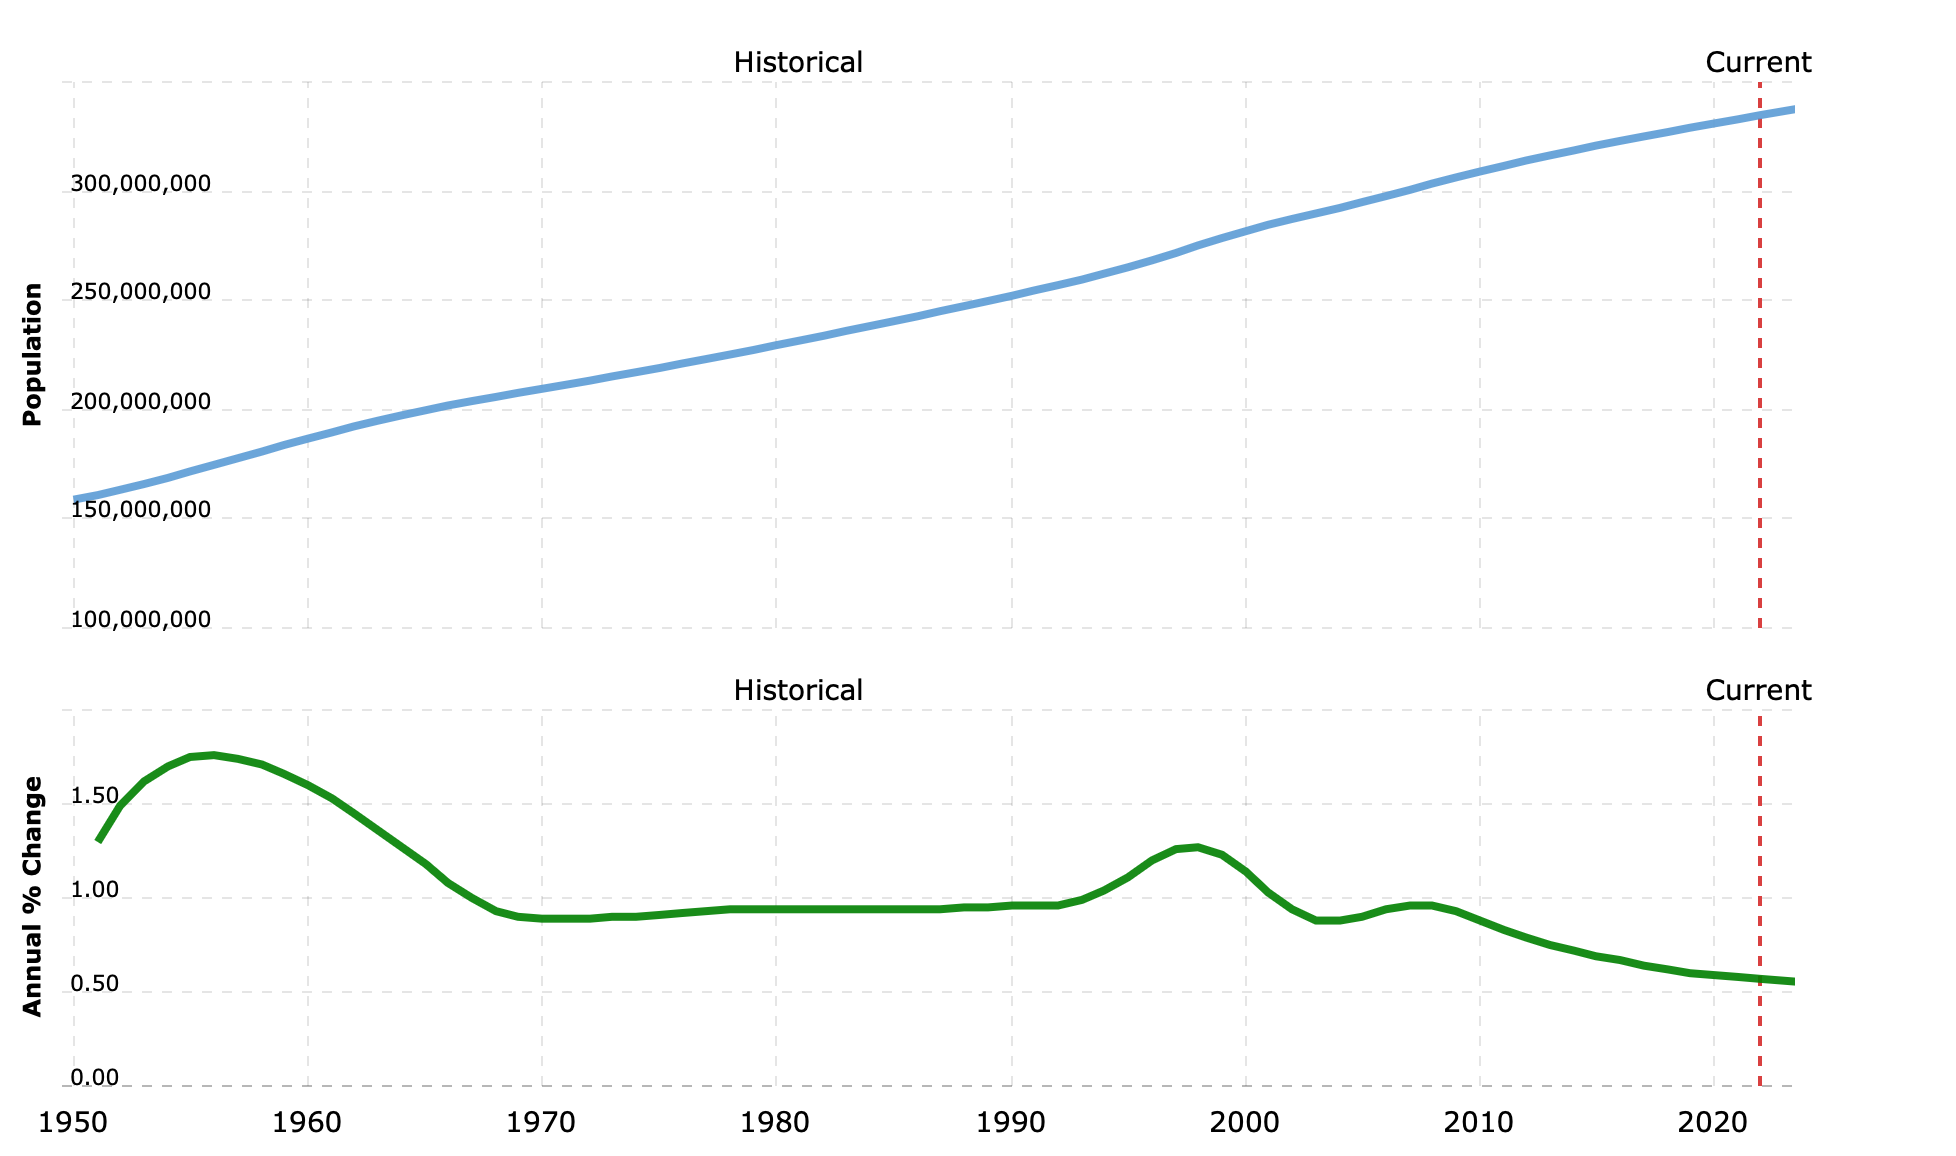 Historical
Current
300,000,000
250,000,000
Population
200,000,000
150,000,000
100,000,000
Historical
Current
1.50
Annual % Change
1.00
0.50
0.00
1950 1960 1970 1980 1990 2000 2010 2020